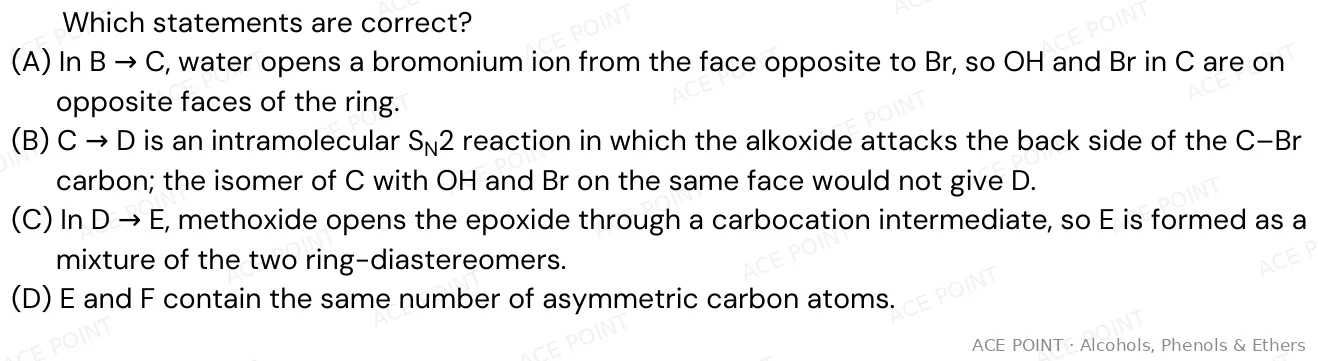 Which statements are correct?
(A) In B → C, water opens a bromonium ion from the face opposite to Br, so OH and Br in C are on
opposite faces of the ring.
(B) C → D is an intramolecular S_N2 reaction in which the alkoxide attacks the back side of the C–Br
carbon; the isomer of C with OH and Br on the same face would not give D.
(C) In D → E, methoxide opens the epoxide through a carbocation intermediate, so E is formed as a
mixture of the two ring-diastereomers.
(D) E and F contain the same number of asymmetric carbon atoms.
ACE POINT · Alcohols, Phenols & Ethers